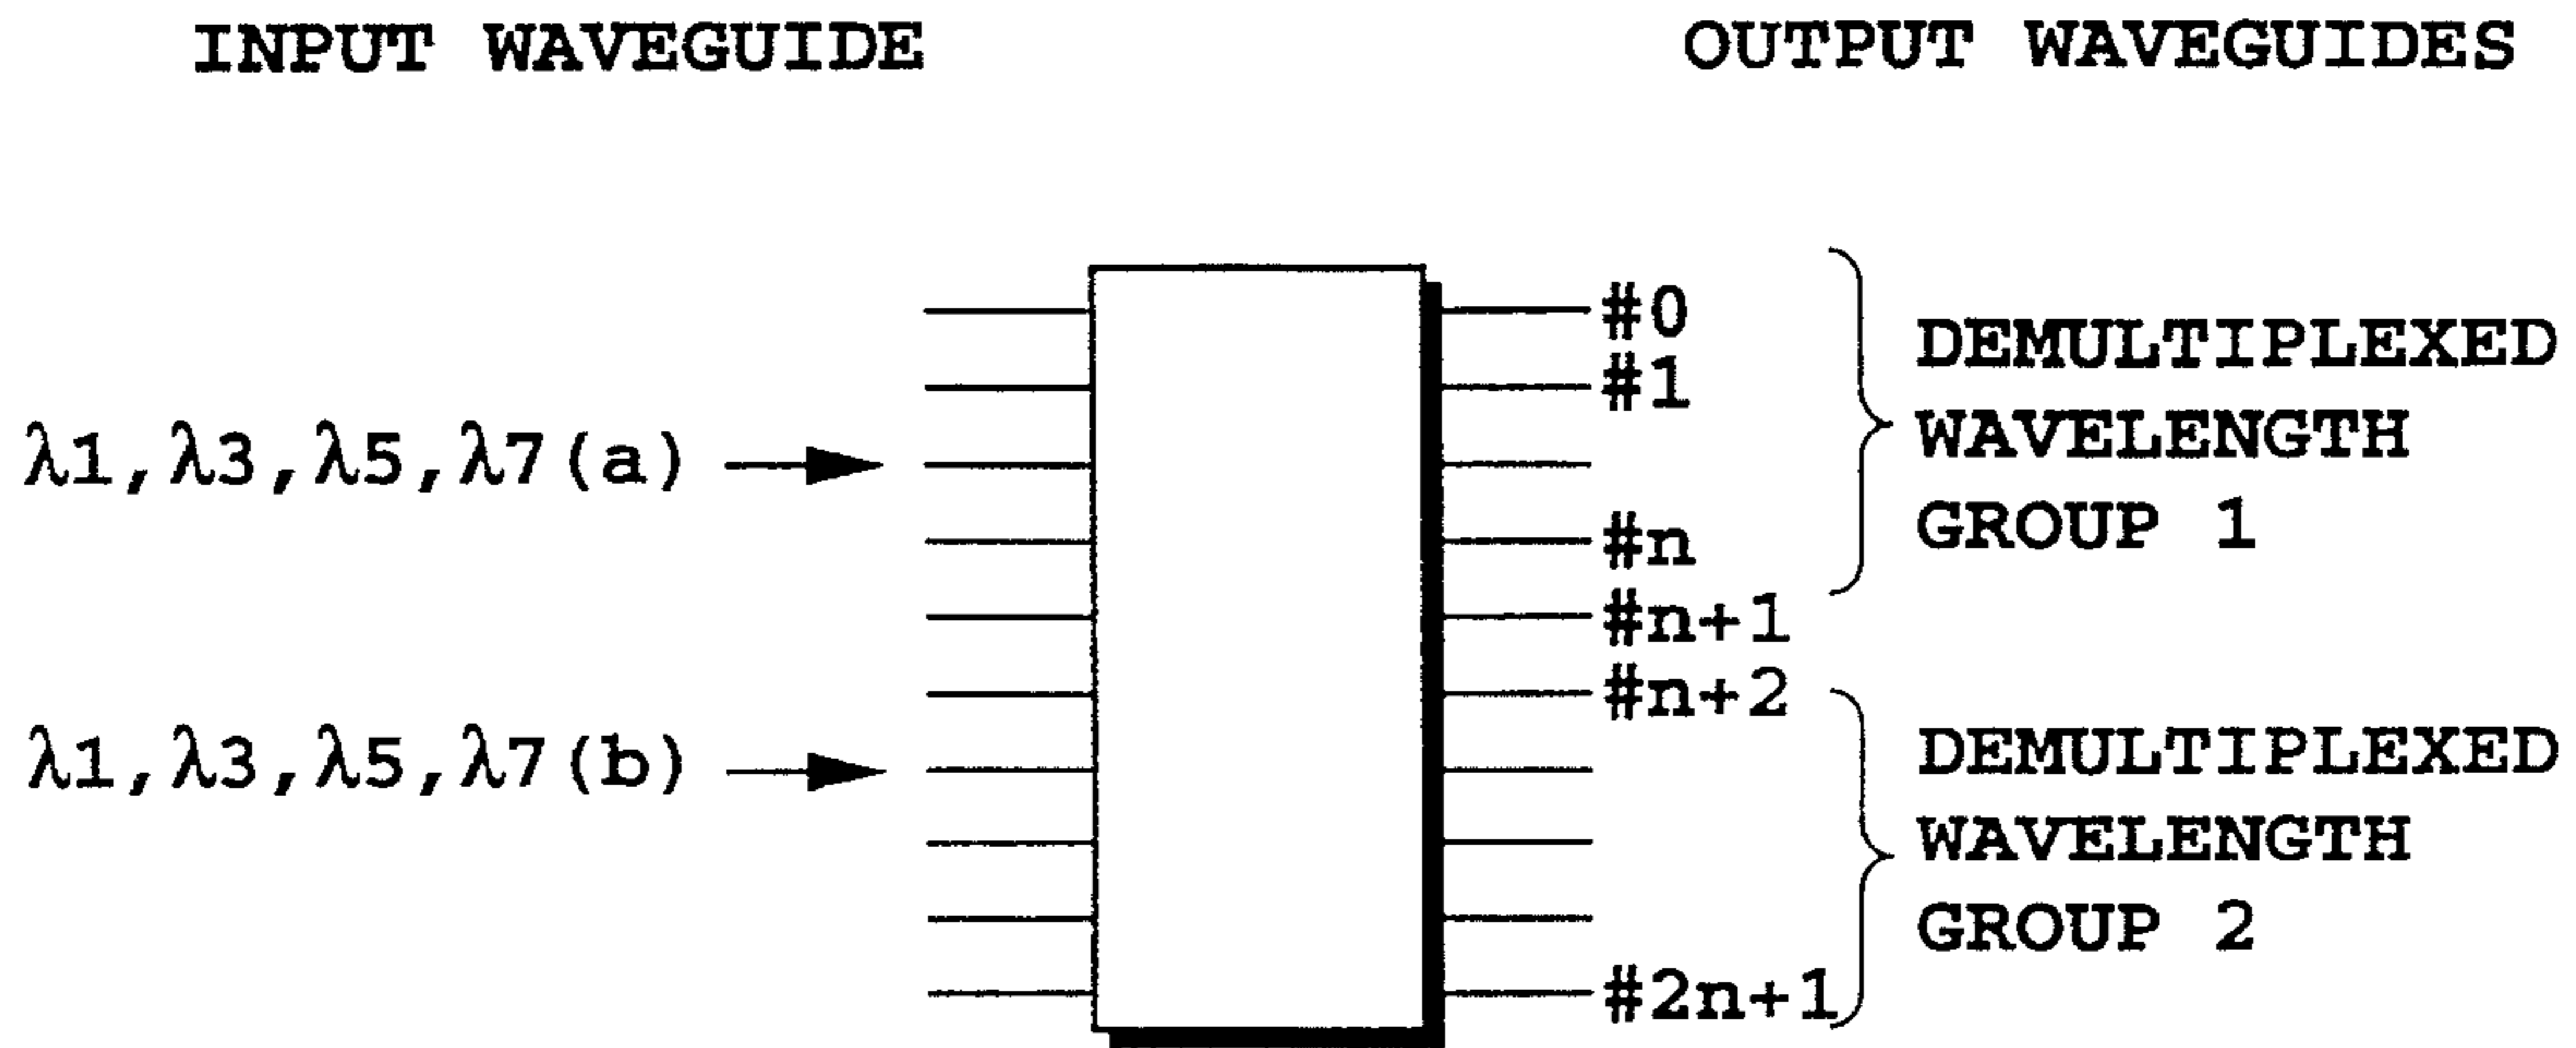 INPUT WAVEGUIDE
OUTPUT WAVEGUIDES
λ1,λ3,λ5,λ7(a)
λ1,λ3,λ5,λ7(b)
#0
#1
#n
#n+1
#n+2
#2n+1
DEMULTIPLEXED
WAVELENGTH
GROUP 1
DEMULTIPLEXED
WAVELENGTH
GROUP 2